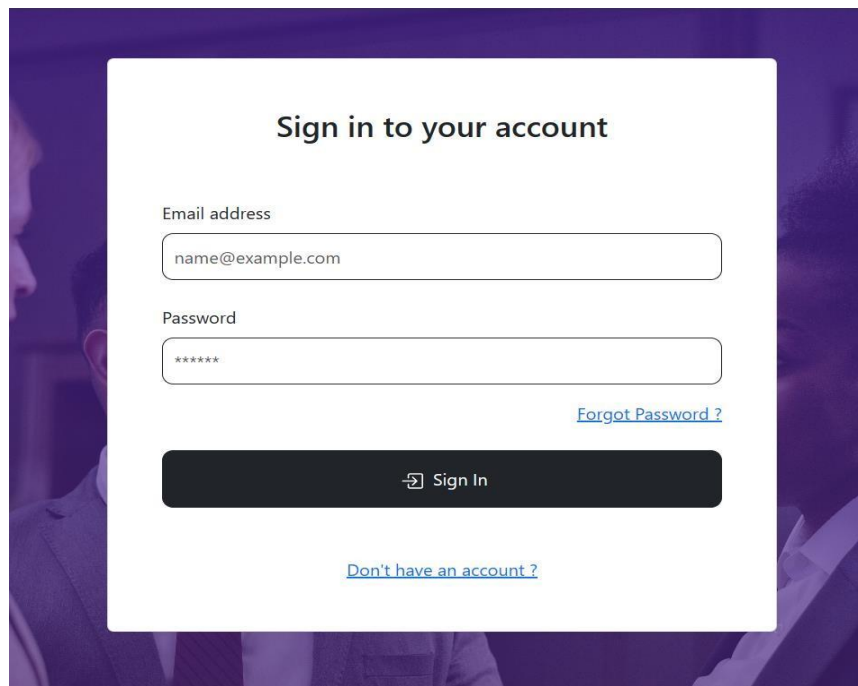 Sign in to your account
Email address
name@example.com
Password
******
Forgot Password ?
Sign In
Don't have an account ?